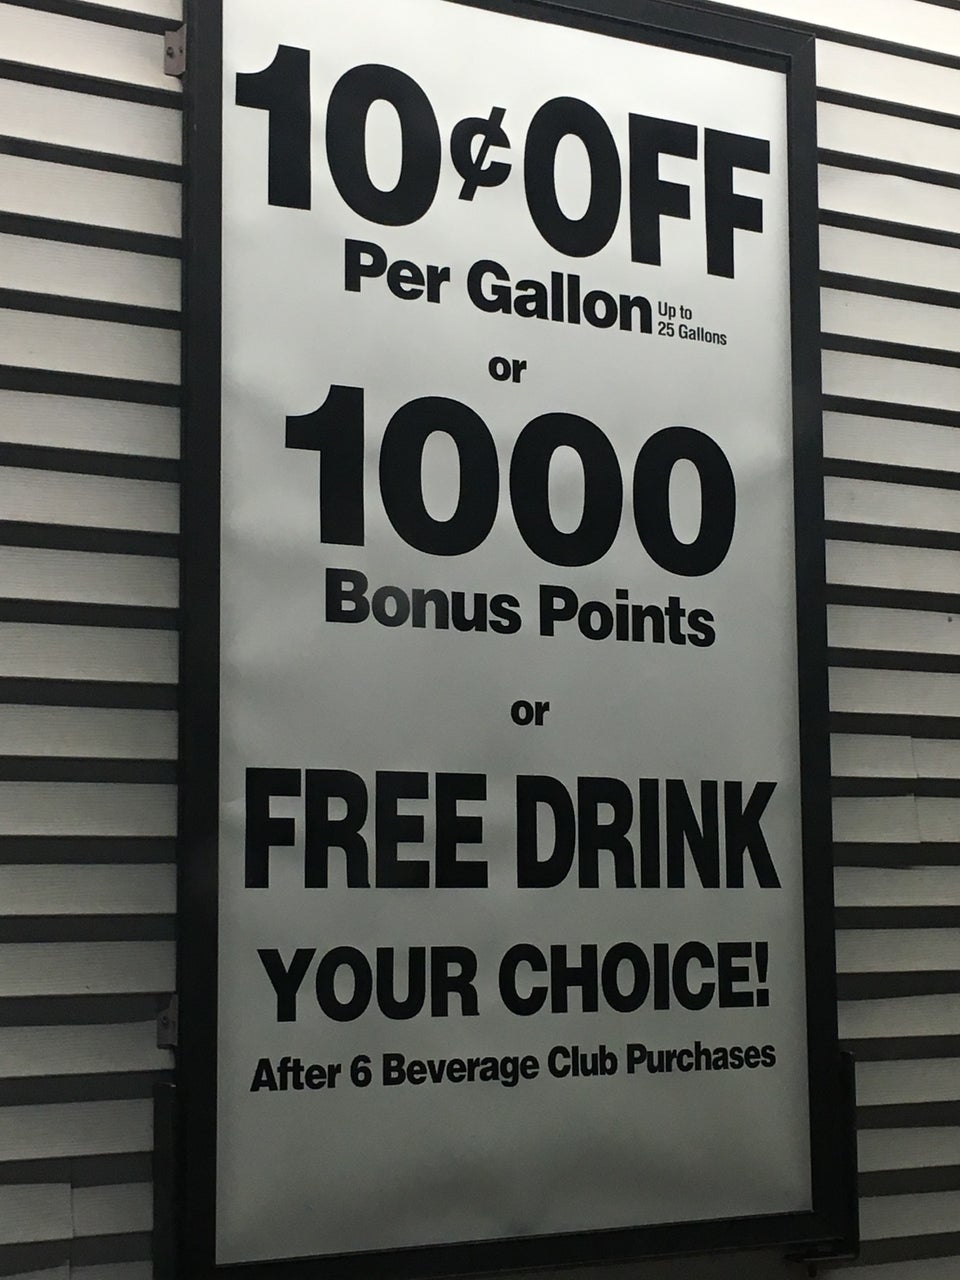 10¢OFF
Per Gallon Up to
25 Gallons
or
1000
Bonus Points
or
FREE DRINK
YOUR CHOICE!
After 6 Beverage Club Purchases